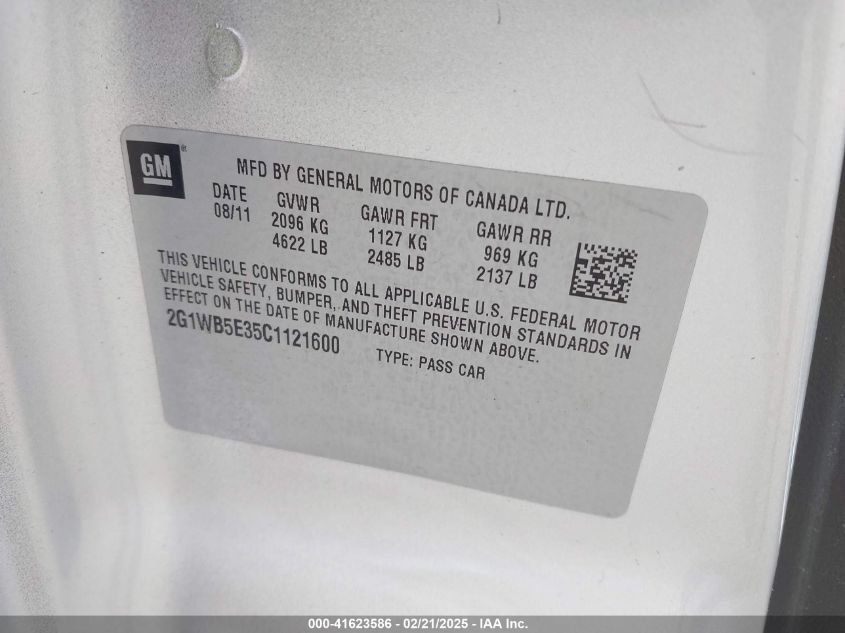 GM
MFD BY GENERAL MOTORS OF CANADA LTD.
DATE GVWR GAWR FRT GAWR RR
08/11 2096 KG 1127 KG 969 KG
4622 LB 2485 LB 2137 LB
THIS VEHICLE CONFORMS TO ALL APPLICABLE U.S. FEDERAL MOTOR
VEHICLE SAFETY, BUMPER, AND THEFT PREVENTION STANDARDS IN
EFFECT ON THE DATE OF MANUFACTURE SHOWN ABOVE.
2G1WB5E35C1121600 TYPE: PASS CAR
000-41623586 - 02/21/2025 - IAA Inc.